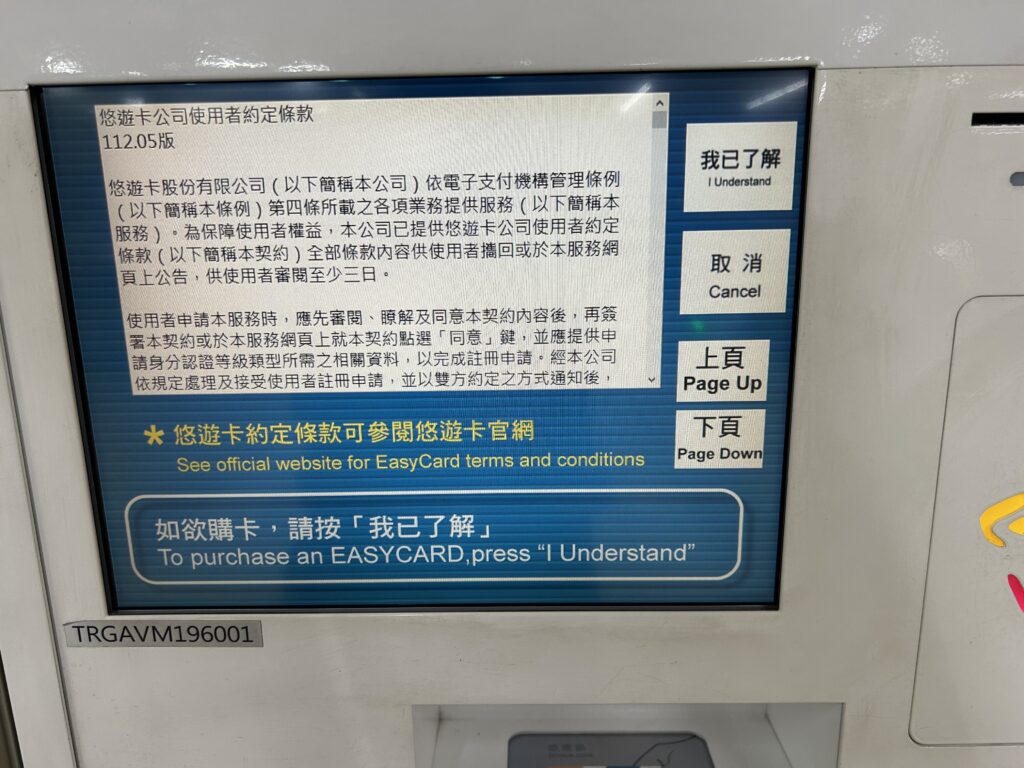 悠遊卡公司使用者約定條款
112.05版
悠遊卡股份有限公司（以下簡稱本公司）依電子支付機構管理條例
（以下簡稱本條例）第四條所載之各項業務提供服務（以下簡稱本
服務）。為保障使用者權益，本公司已提供悠遊卡公司使用者約定
條款（以下簡稱本契約）全部條款內容供使用者攜回或於本服務網
頁上公告，供使用者審閱至少三日。
使用者申請本服務時，應先審閱、瞭解及同意本契約內容後，再簽
署本契約或於本服務網頁上就本契約點選「同意」鍵，並應提供申
請身分認證等級類型所需之相關資料，以完成註冊申請。經本公司
依規定處理及接受使用者註冊申請，並以雙方約定之方式通知後，
我已了解
I Understand
取 消
Cancel
上頁
Page Up
下頁
Page Down
* 悠遊卡約定條款可參閱悠遊卡官網
See official website for EasyCard terms and conditions
如欲購卡，請按「我已了解」
To purchase an EASYCARD,press “I Understand”
TRGAVM196001